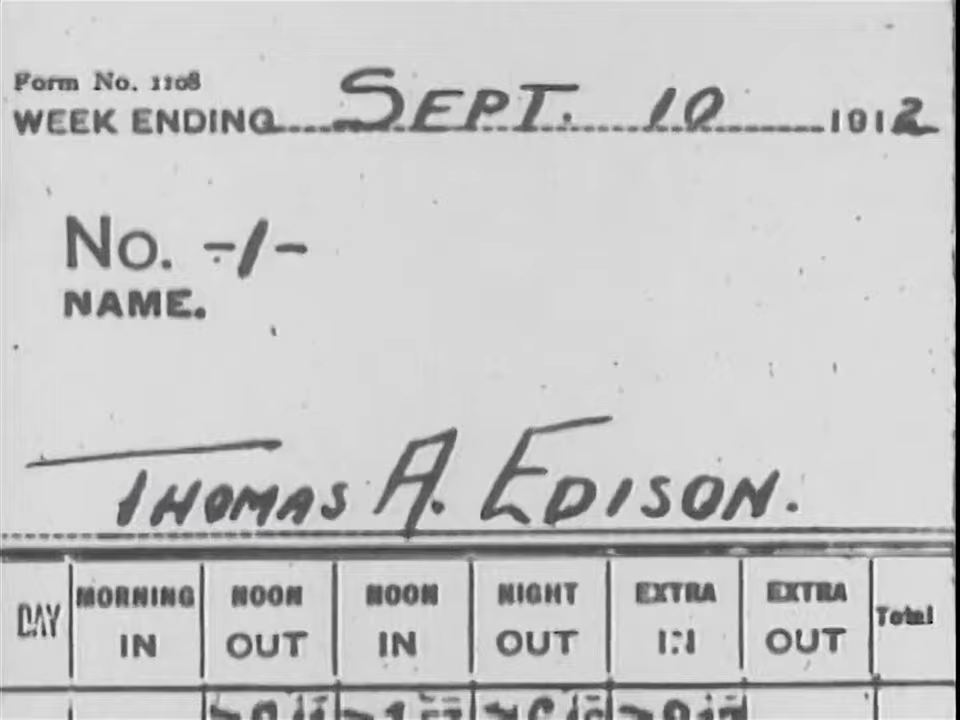 Form No. 1108
WEEK ENDING SEPT. 10 1912
No. -1-
NAME.
THOMAS A. EDISON.
DAY MORNING IN NOON OUT NOON IN NIGHT OUT EXTRA IN EXTRA OUT Total